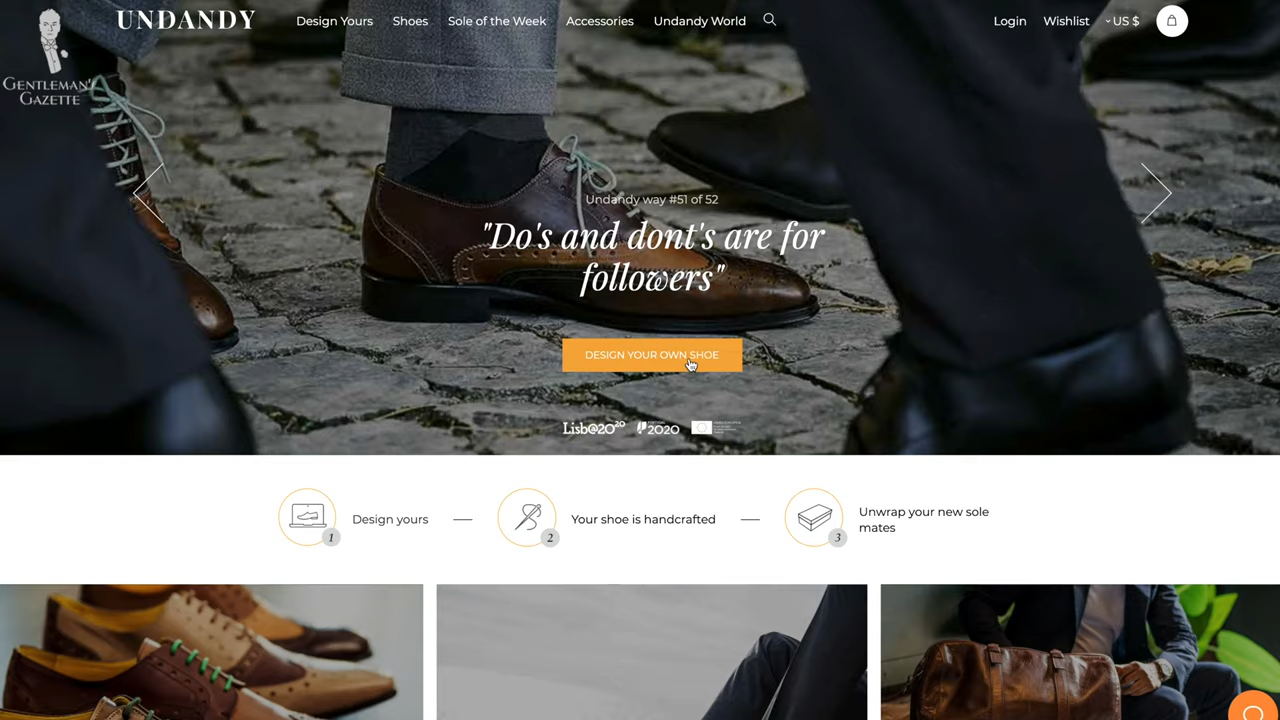 UNDANDY
Design Yours
Shoes
Sole of the Week
Accessories
Undandy World
Login
Wishlist
US $
GENTLEMAN'S
GAZETTE
Undandy way #51 of 52
"Do's and dont's are for
followers"
DESIGN YOUR OWN SHOE
Lisb@20²⁰
2020
1
Design yours
2
Your shoe is handcrafted
3
Unwrap your new sole
mates